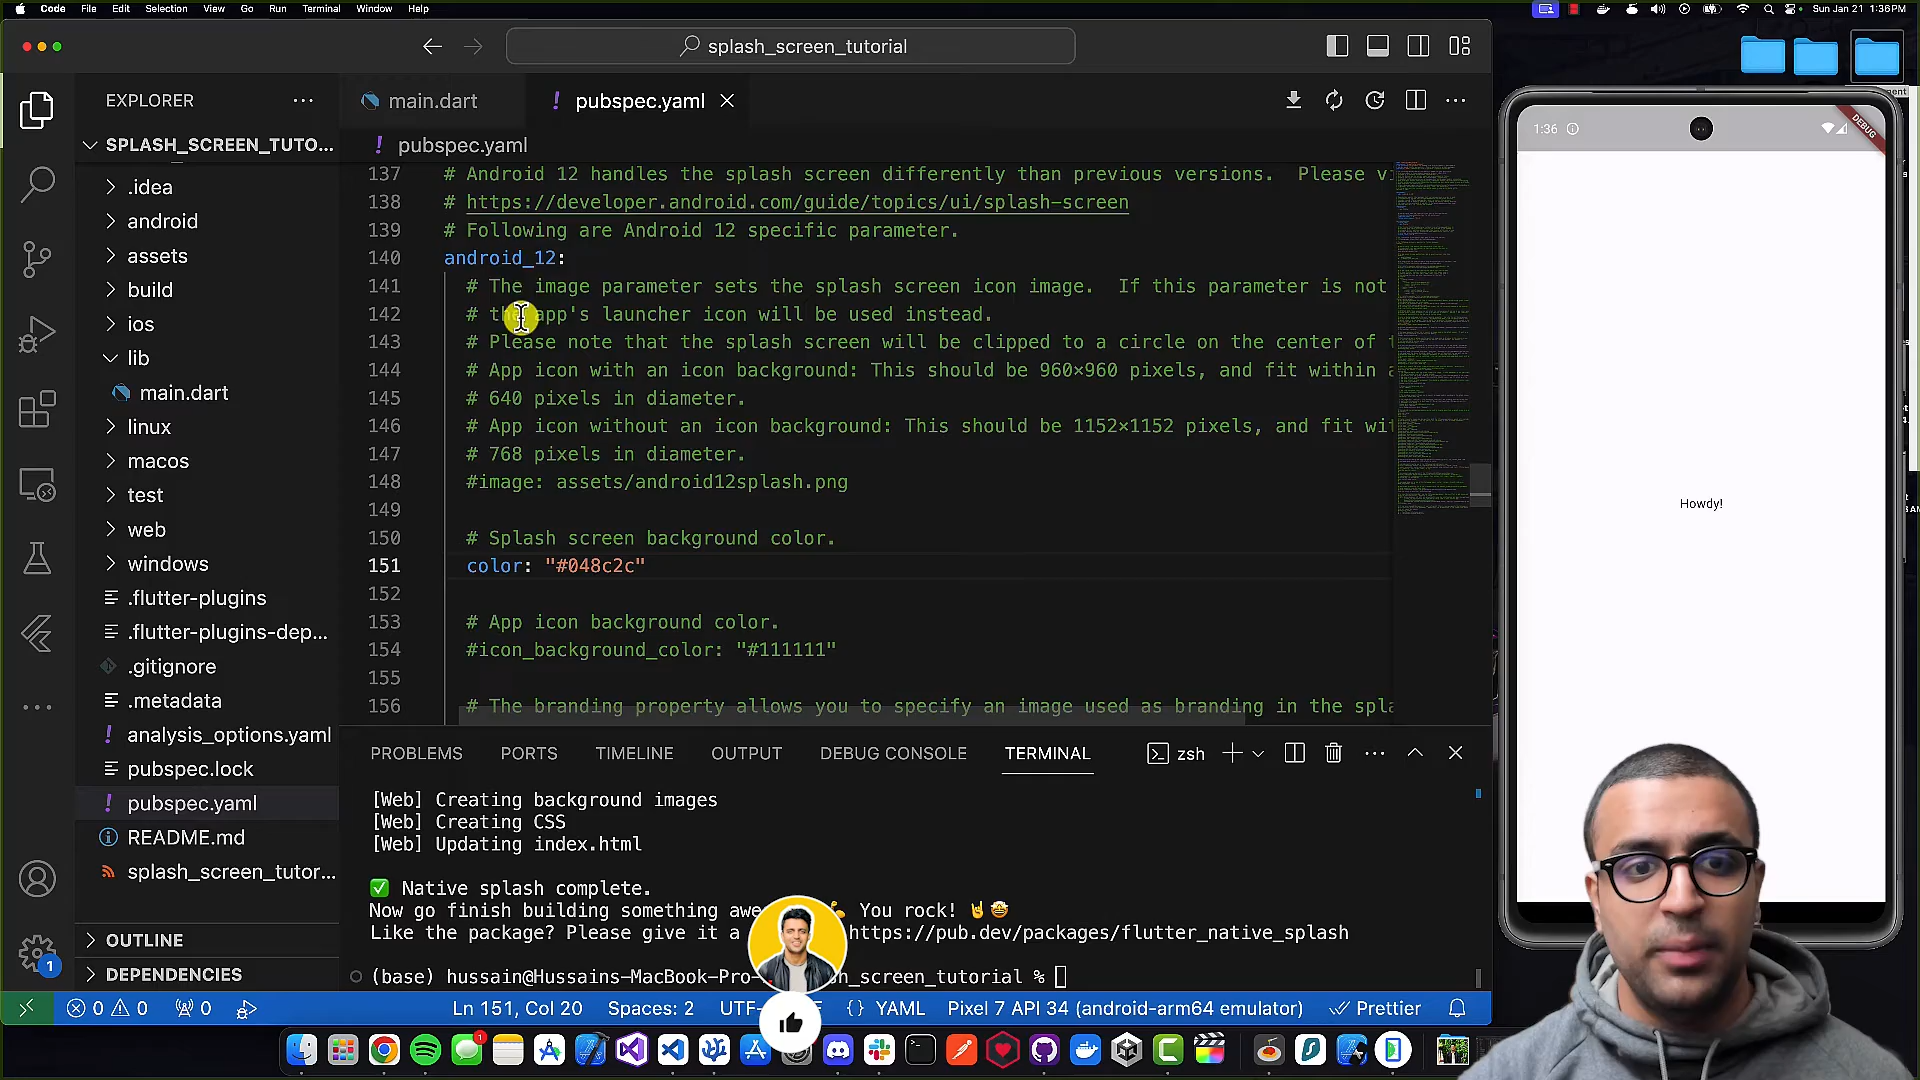 Code File Edit Selection View Go Run Terminal Window Help
Sun Jan 21 1:36PM
splash_screen_tutorial
EXPLORER
main.dart
pubspec.yaml
SPLASH_SCREEN_TUTO...
pubspec.yaml
.idea
android
assets
build
ios
lib
main.dart
linux
macos
test
web
windows
.flutter-plugins
.flutter-plugins-dep...
.gitignore
.metadata
analysis_options.yaml
pubspec.lock
pubspec.yaml
README.md
splash_screen_tutor...
OUTLINE
DEPENDENCIES
137 # Android 12 handles the splash screen differently than previous versions. Please vi
138 # https://developer.android.com/guide/topics/ui/splash-screen
139 # Following are Android 12 specific parameter.
140 android_12:
141 # The image parameter sets the splash screen icon image. If this parameter is not
142 # the app's launcher icon will be used instead.
143 # Please note that the splash screen will be clipped to a circle on the center of t
144 # App icon with an icon background: This should be 960×960 pixels, and fit within a
145 # 640 pixels in diameter.
146 # App icon without an icon background: This should be 1152×1152 pixels, and fit wit
147 # 768 pixels in diameter.
148 #image: assets/android12splash.png
149
150 # Splash screen background color.
151 color: "#048c2c"
152
153 # App icon background color.
154 #icon_background_color: "#111111"
155
156 # The branding property allows you to specify an image used as branding in the spla
PROBLEMS PORTS TIMELINE OUTPUT DEBUG CONSOLE TERMINAL
zsh
[Web] Creating background images
[Web] Creating CSS
[Web] Updating index.html
Native splash complete.
Now go finish building something awe You rock!
Like the package? Please give it a https://pub.dev/packages/flutter_native_splash
(base) hussain@Hussains-MacBook-Pro- sh_screen_tutorial %
1
0 0 0 Ln 151, Col 20 Spaces: 2 UTF- {} YAML Pixel 7 API 34 (android-arm64 emulator) Prettier
1:36
DEBUG
Howdy!
1